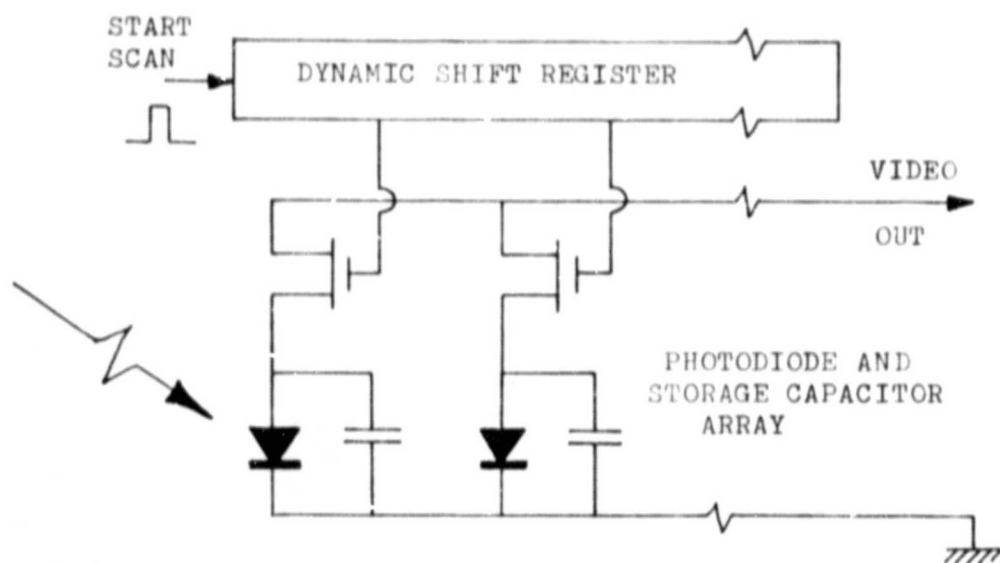 START
SCAN
DYNAMIC SHIFT REGISTER
VIDEO
OUT
PHOTODIODE AND
STORAGE CAPACITOR
ARRAY